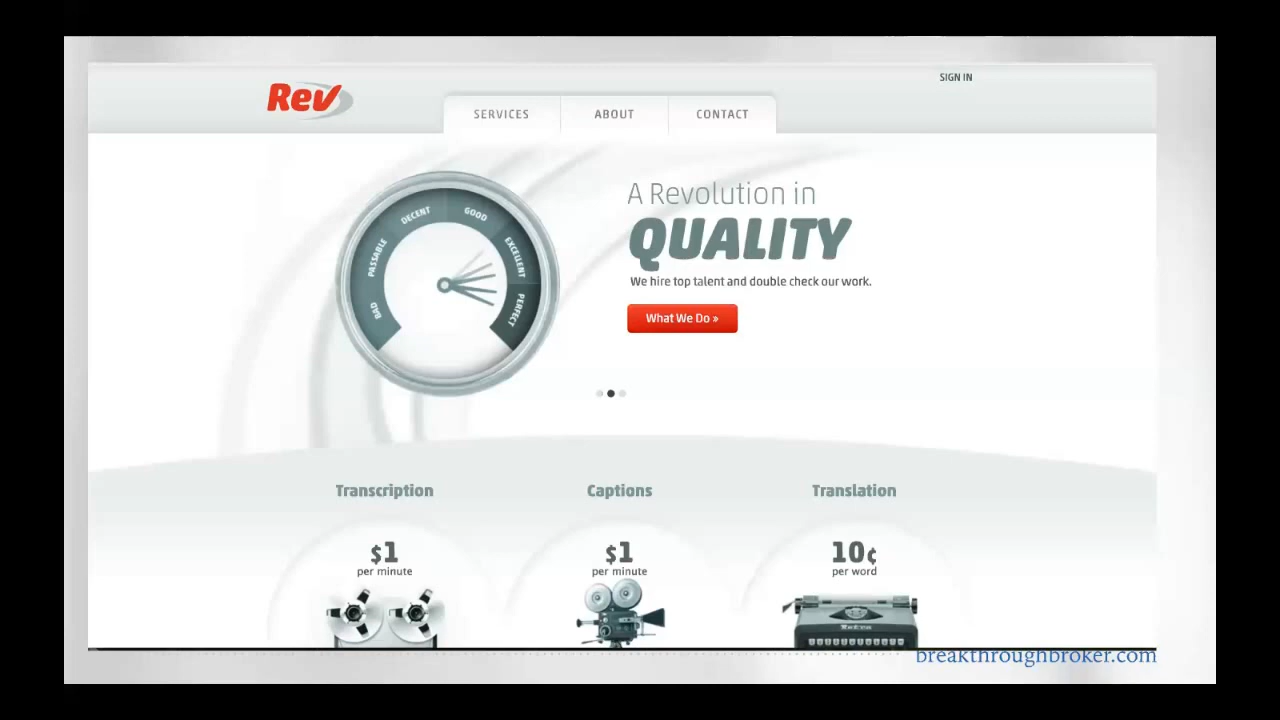 Rev
SIGN IN
SERVICES ABOUT CONTACT
BAD PASSABLE DECENT GOOD EXCELLENT PERFECT
A Revolution in
QUALITY
We hire top talent and double check our work.
What We Do »
Transcription Captions Translation
$1 $1 10¢
per minute per minute per word
breakthroughbroker.com